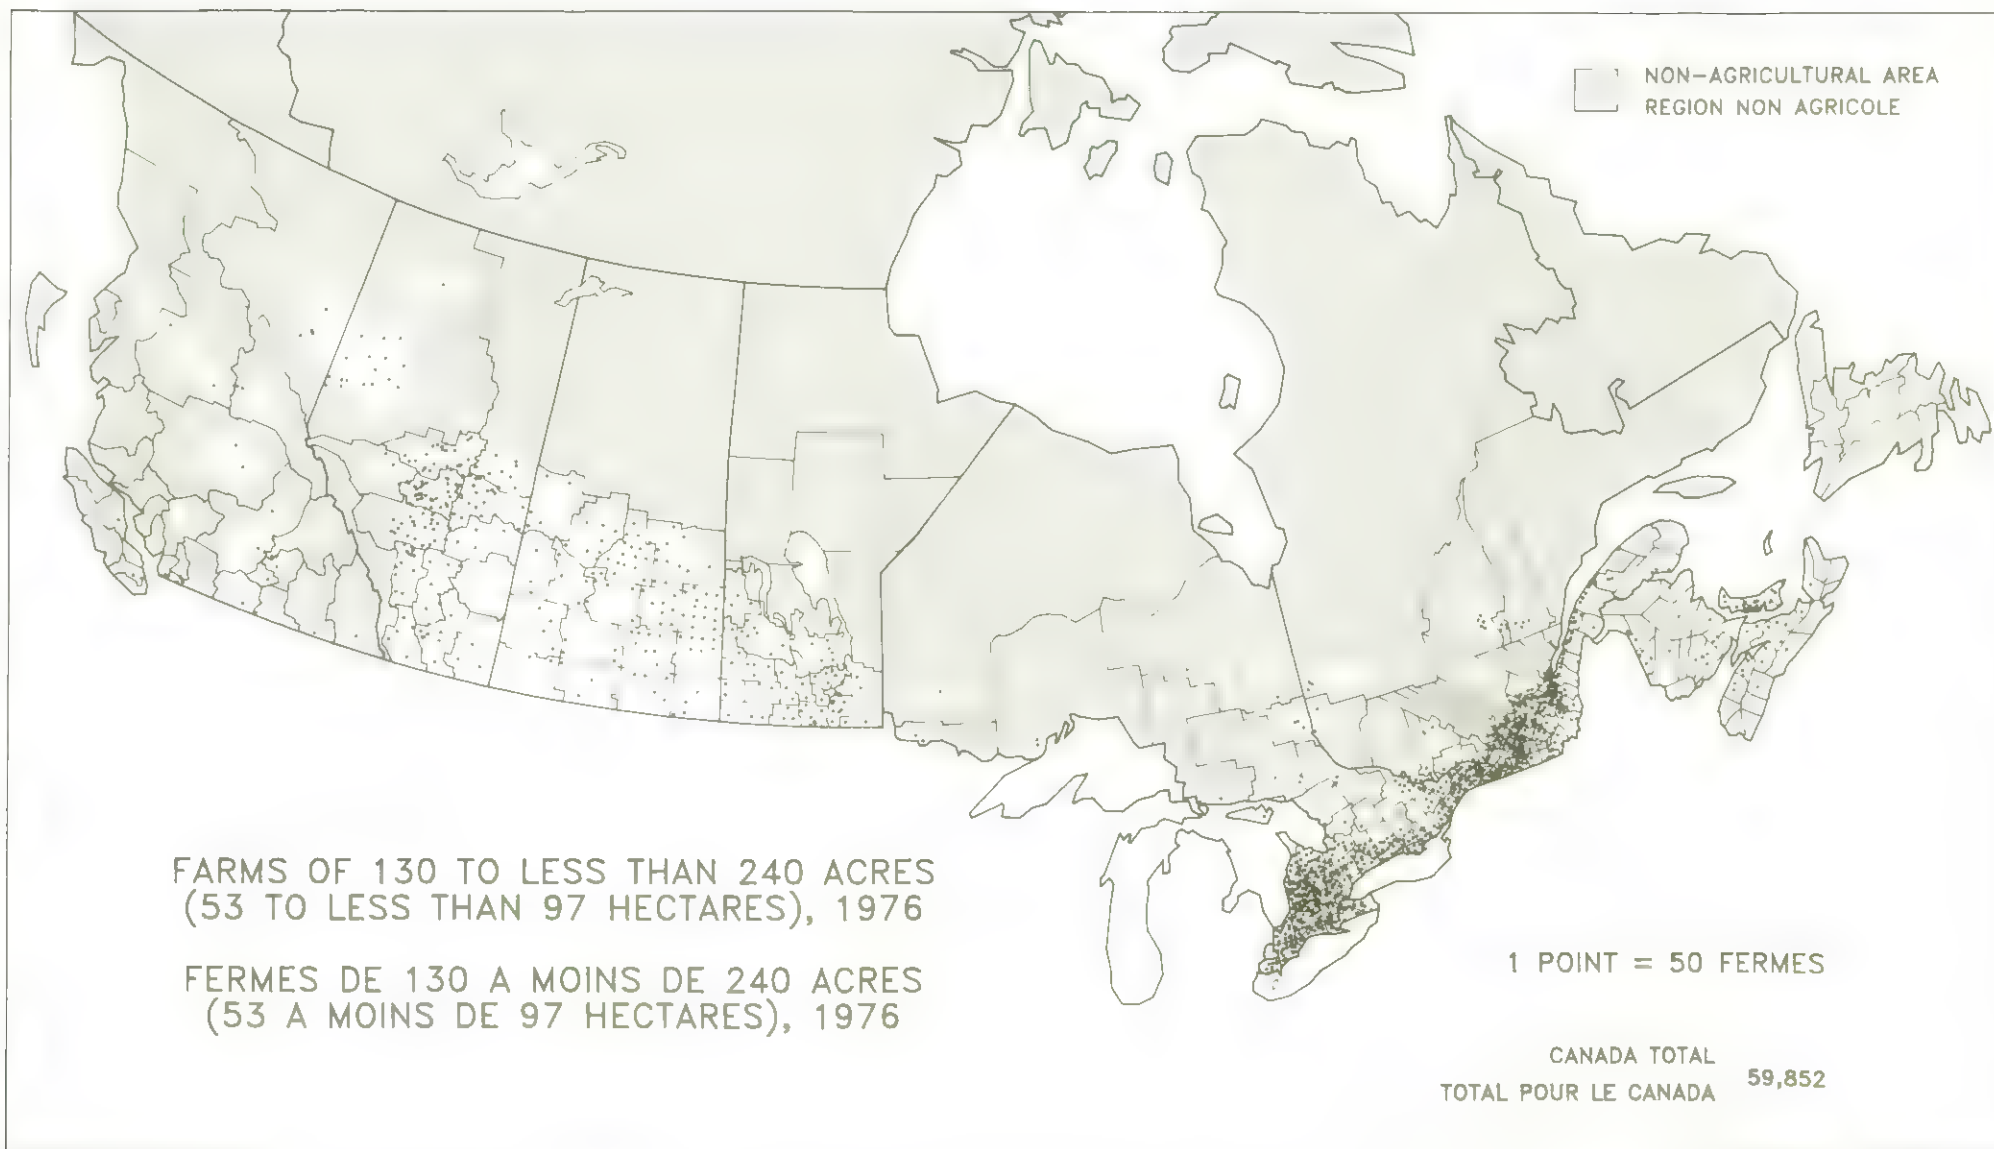 NON-AGRICULTURAL AREA
REGION NON AGRICOLE
FARMS OF 130 TO LESS THAN 240 ACRES
(53 TO LESS THAN 97 HECTARES), 1976
FERMES DE 130 A MOINS DE 240 ACRES
(53 A MOINS DE 97 HECTARES), 1976
1 POINT = 50 FERMES
CANADA TOTAL
TOTAL POUR LE CANADA 59,852